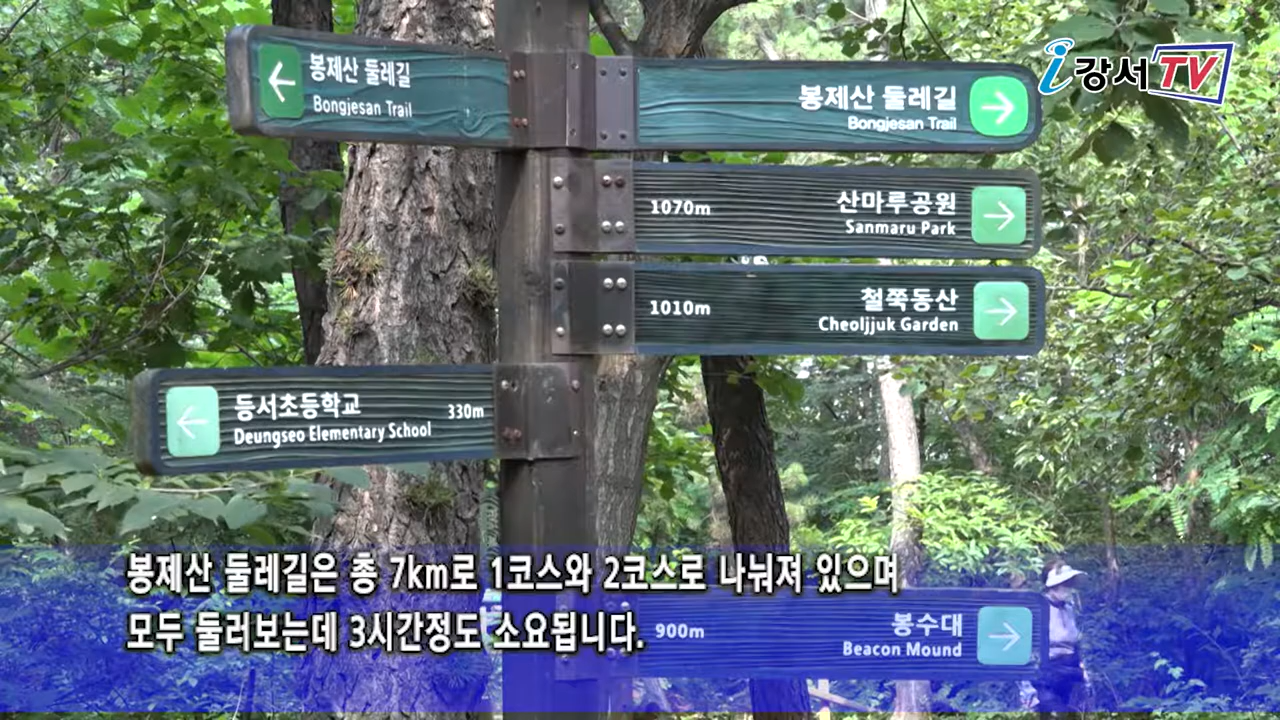 i강서TV
봉제산 둘레길
Bongjesan Trail
봉제산 둘레길
Bongjesan Trail
1070m
산마루공원
Sanmaru Park
1010m
철쭉동산
Cheoljjuk Garden
등서초등학교 330m
Deungseo Elementary School
봉제산 둘레길은 총 7km로 1코스와 2코스로 나눠져 있으며
모두 둘러보는데 3시간정도 소요됩니다.
900m
봉수대
Beacon Mound